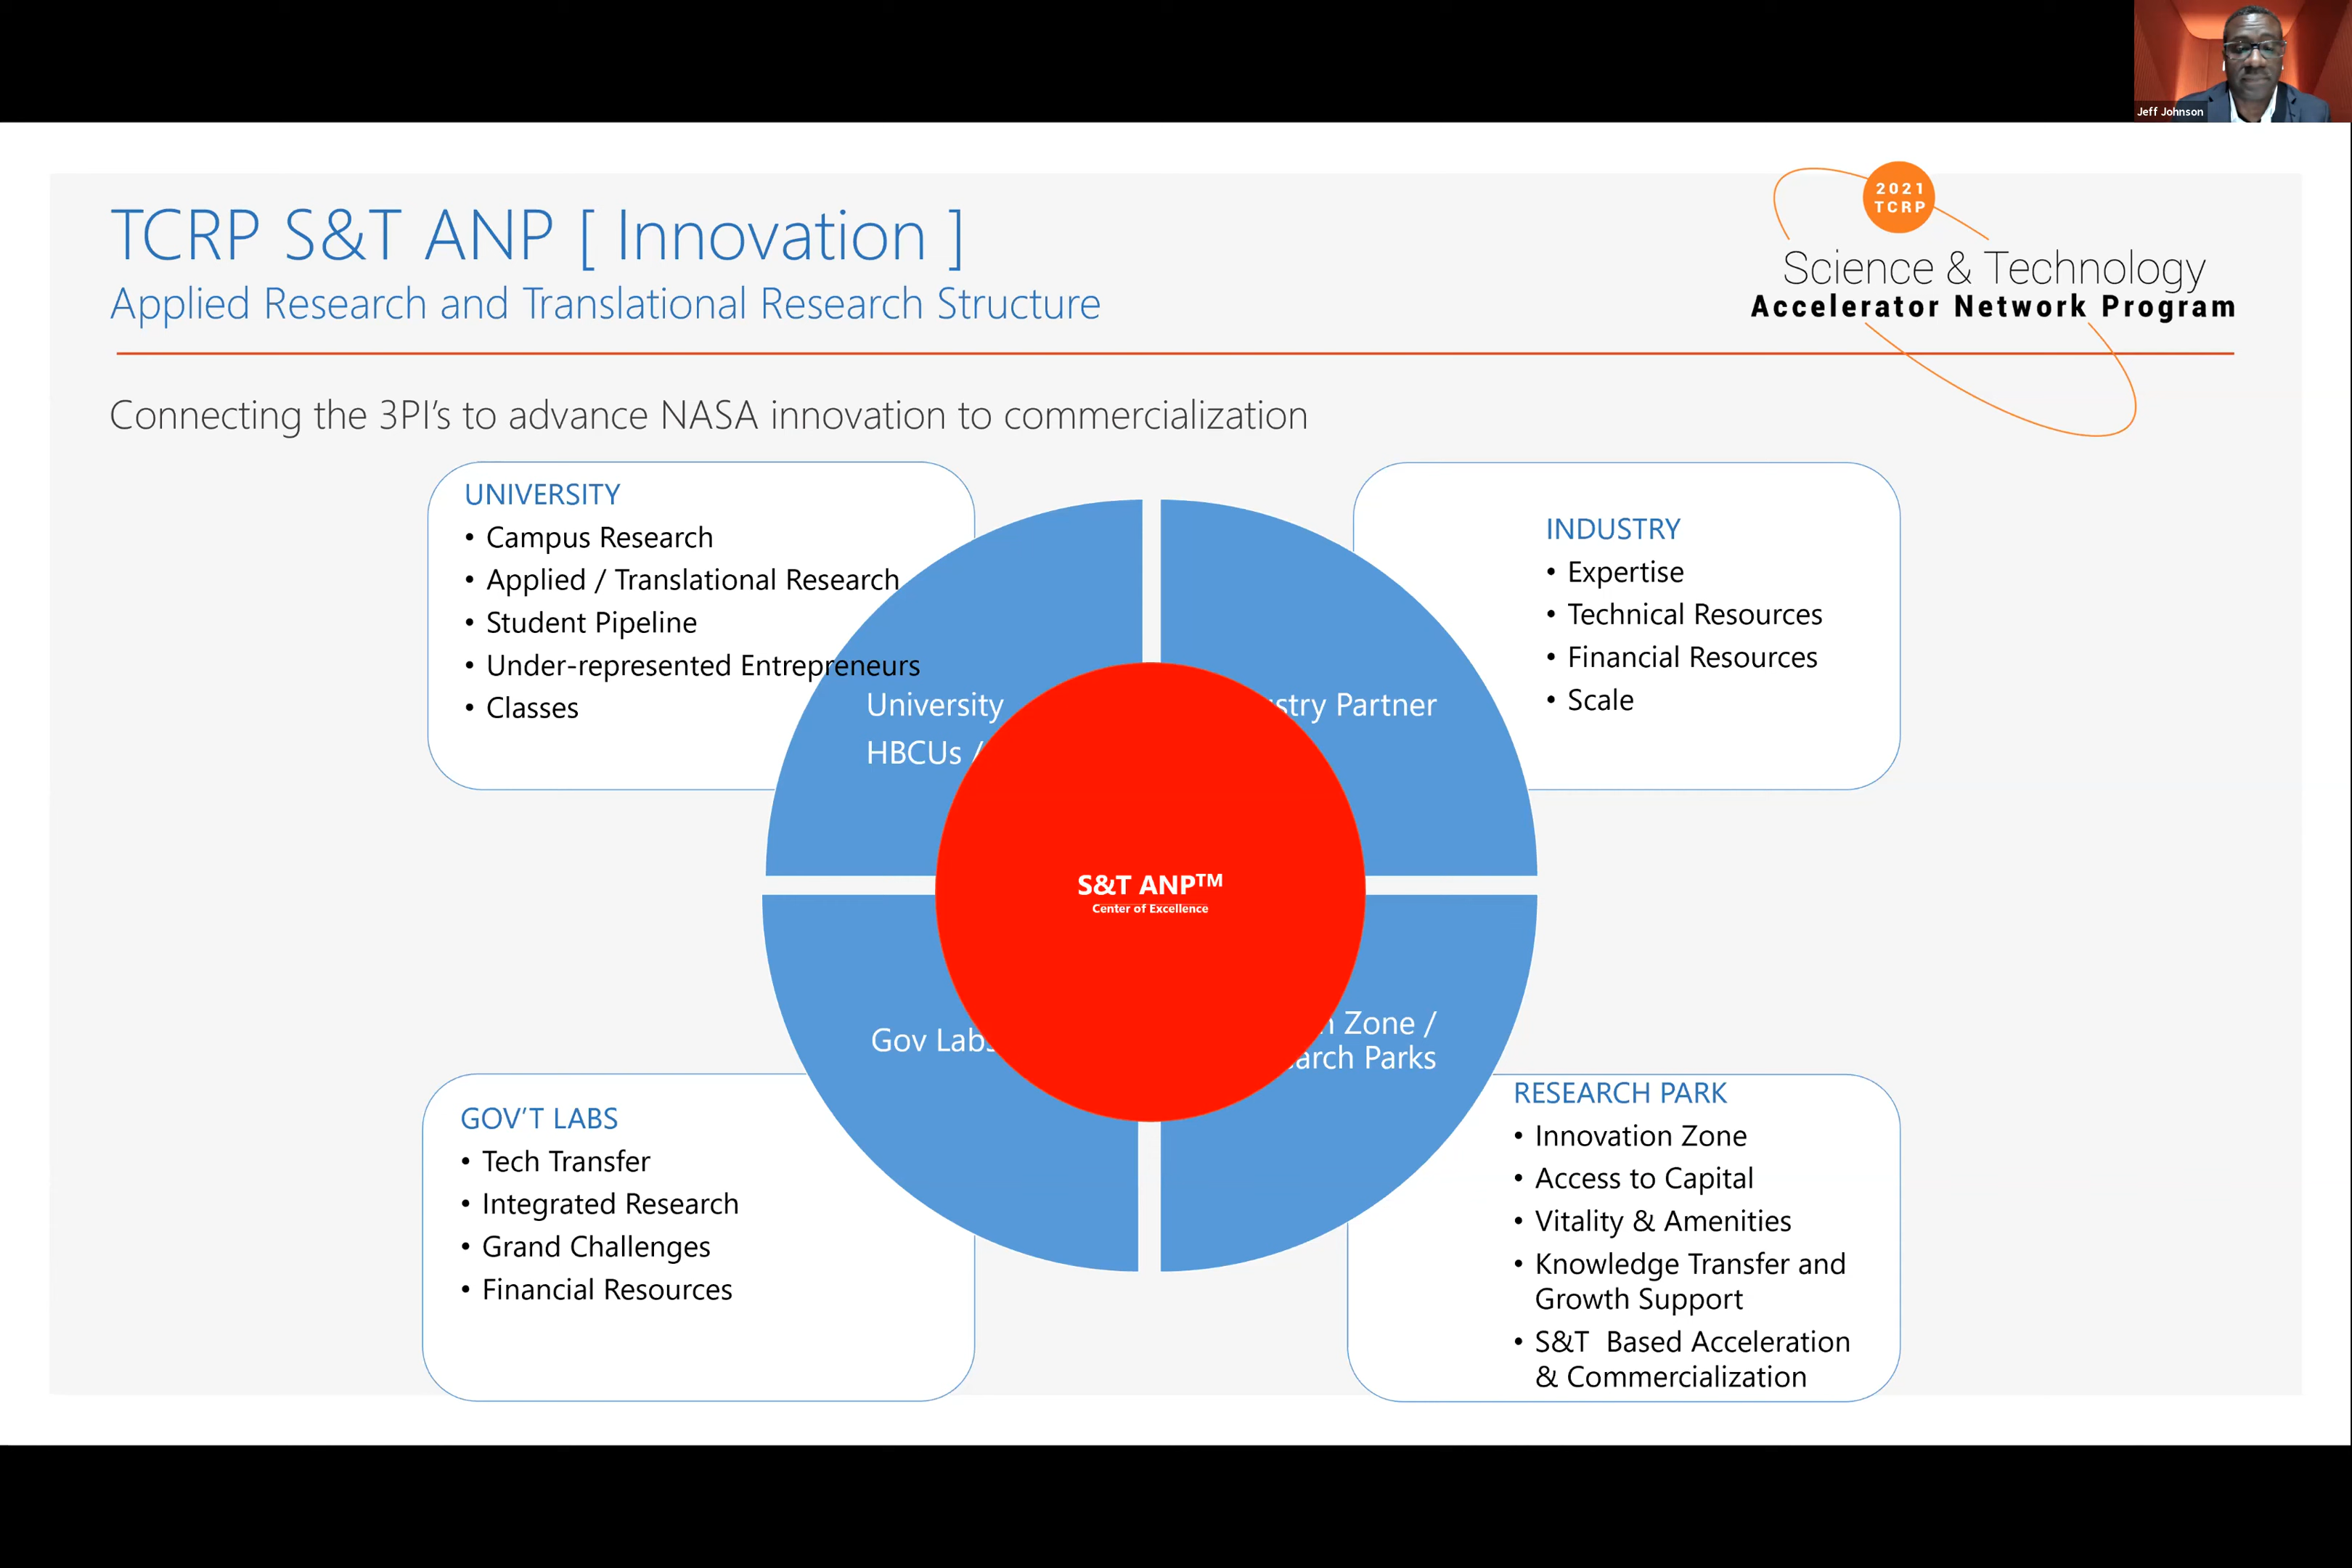 Jeff Johnson
TCRP S&T ANP [ Innovation ]
Applied Research and Translational Research Structure
2021
TCRP
Science & Technology
Accelerator Network Program
Connecting the 3PI's to advance NASA innovation to commercialization
UNIVERSITY
• Campus Research
• Applied / Translational Research
• Student Pipeline
• Under-represented Entrepreneurs
• Classes
INDUSTRY
• Expertise
• Technical Resources
• Financial Resources
• Scale
University
HBCUs /
stry Partner
S&T ANP™
Center of Excellence
Gov Labs
Zone /
arch Parks
GOV'T LABS
• Tech Transfer
• Integrated Research
• Grand Challenges
• Financial Resources
RESEARCH PARK
• Innovation Zone
• Access to Capital
• Vitality & Amenities
• Knowledge Transfer and
Growth Support
• S&T Based Acceleration
& Commercialization